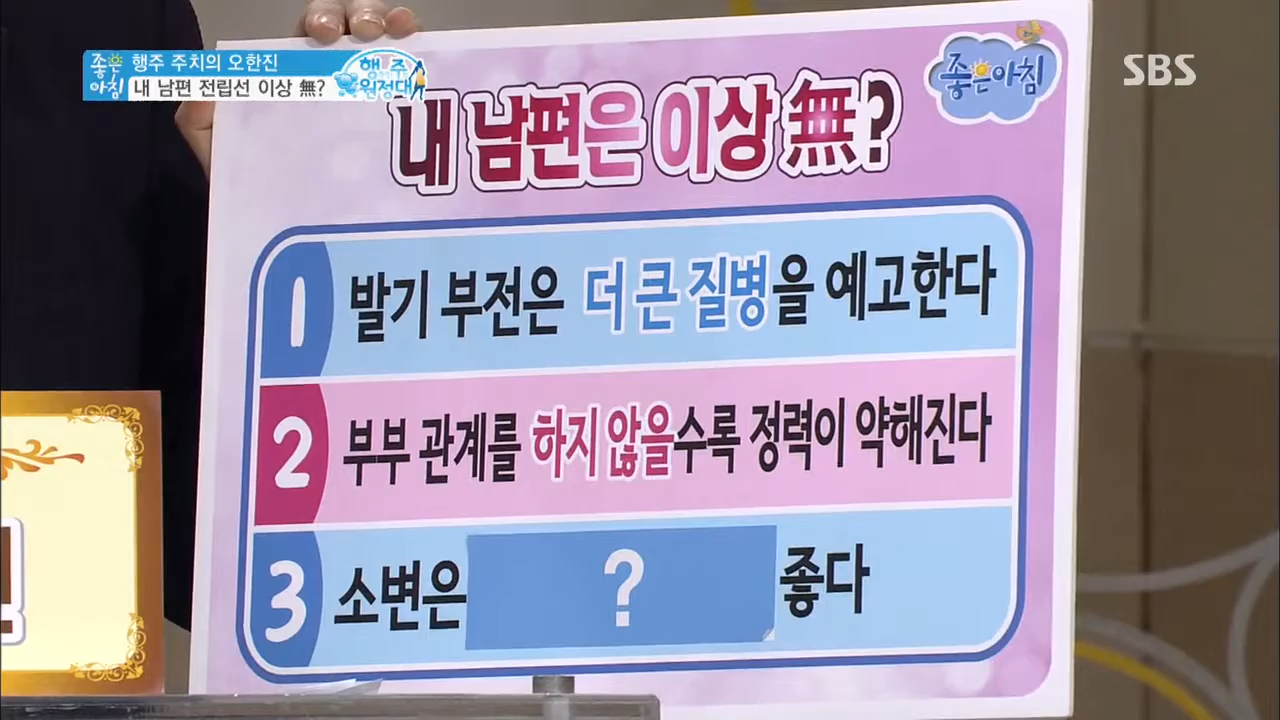 좋은아침
행주 주치의 오한진
내 남편 전립선 이상 無?
행주
원정대
SBS
좋은아침
내 남편은 이상 無?
1 발기 부전은 더 큰 질병을 예고한다
2 부부 관계를 하지 않을수록 정력이 약해진다
3 소변은 ? 좋다